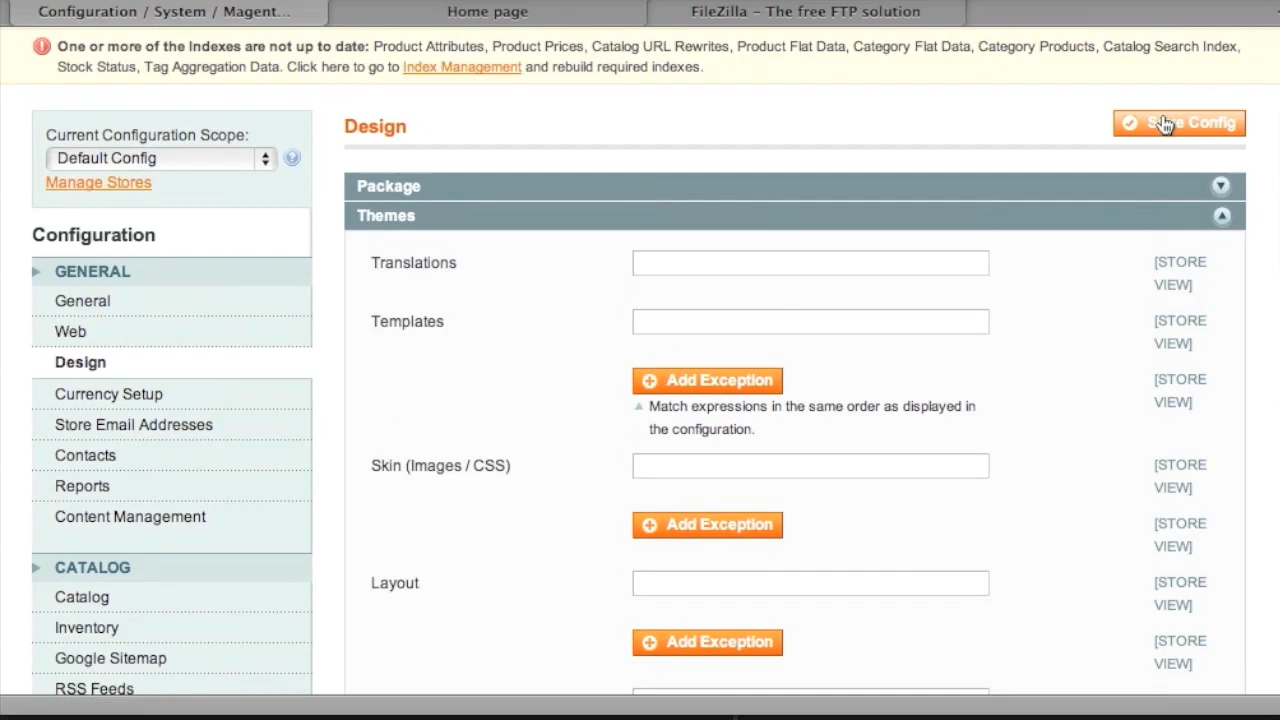 Configuration / System / Magent...
Home page
FileZilla – The free FTP solution
One or more of the Indexes are not up to date: Product Attributes, Product Prices, Catalog URL Rewrites, Product Flat Data, Category Flat Data, Category Products, Catalog Search Index,
Stock Status, Tag Aggregation Data. Click here to go to Index Management and rebuild required indexes.
Current Configuration Scope:
Default Config
Manage Stores
Configuration
GENERAL
General
Web
Design
Currency Setup
Store Email Addresses
Contacts
Reports
Content Management
CATALOG
Catalog
Inventory
Google Sitemap
RSS Feeds
Design
Save Config
Package
Themes
Translations
[STORE
VIEW]
Templates
[STORE
VIEW]
Add Exception
[STORE
VIEW]
Match expressions in the same order as displayed in
the configuration.
Skin (Images / CSS)
[STORE
VIEW]
Add Exception
[STORE
VIEW]
Layout
[STORE
VIEW]
Add Exception
[STORE
VIEW]